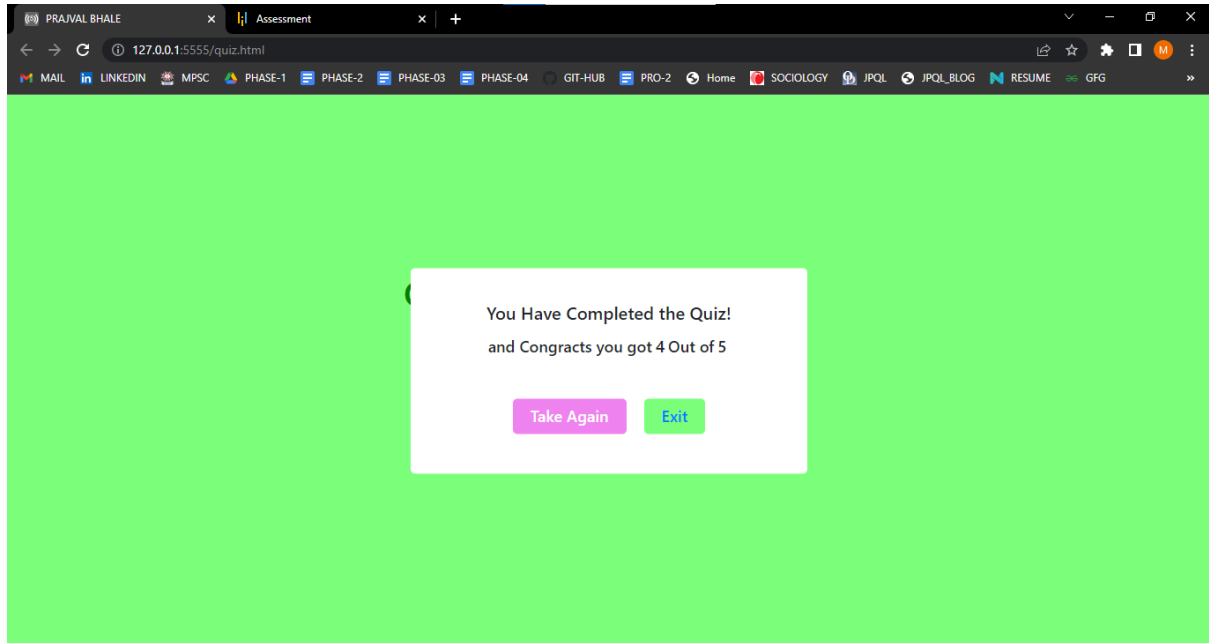 PRAJVAL BHALE Assessment
127.0.0.1:5555/quiz.html
M MAIL in LINKEDIN MPSC PHASE-1 PHASE-2 PHASE-03 PHASE-04 GIT-HUB PRO-2 Home SOCIOLOGY JPQL JPQL_BLOG RESUME GFG »
You Have Completed the Quiz!
and Congracts you got 4 Out of 5
Take Again Exit